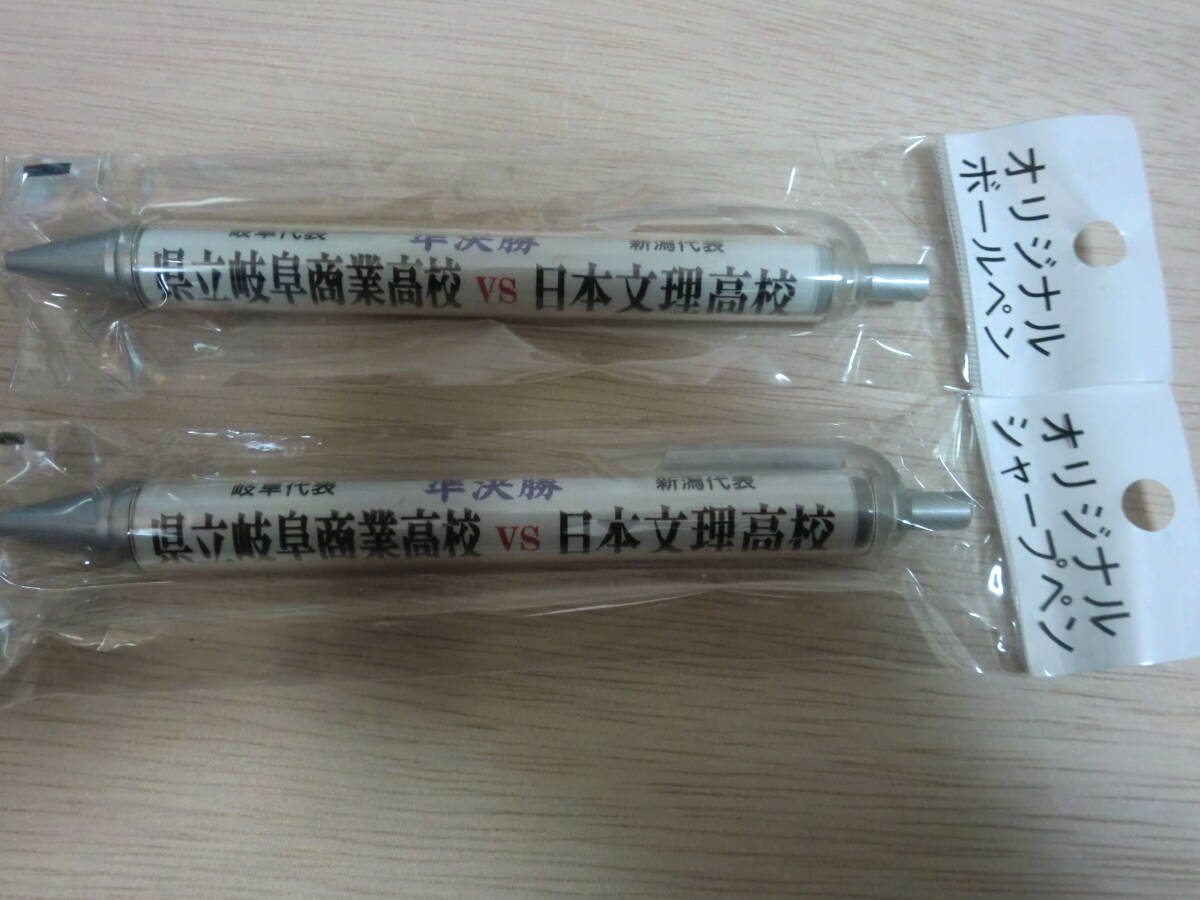 岐阜代表 準決勝 新潟代表
県立岐阜商業高校 VS 日本文理高校
オリジナル
ボールペン
岐阜代表 準決勝 新潟代表
県立岐阜商業高校 VS 日本文理高校
オリジナル
シャープペン